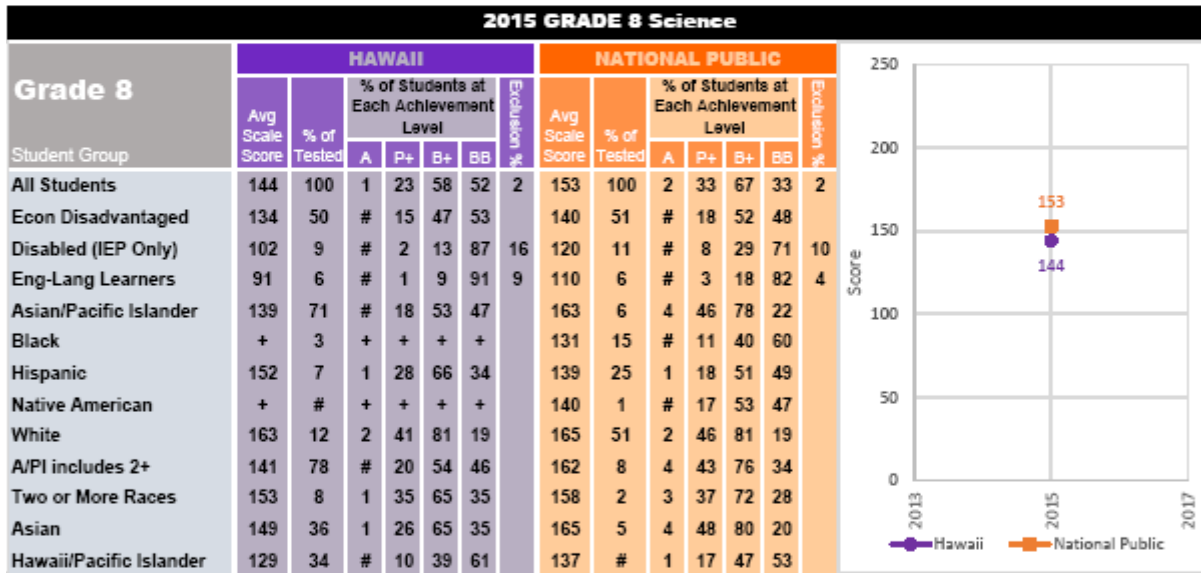 2015 GRADE 8 Science
Grade 8
Student Group
HAWAII
NATIONAL PUBLIC
Avg Scale Score % of Tested % of Students at Each Achievement Level Exclusion % Avg Scale Score % of Tested % of Students at Each Achievement Level Exclusion %
A P+ B+ BB A P+ B+ BB
All Students 144 100 1 23 58 52 2 153 100 2 33 67 33 2
Econ Disadvantaged 134 50 # 15 47 53 140 51 # 18 52 48
Disabled (IEP Only) 102 9 # 2 13 87 16 120 11 # 8 29 71 10
Eng-Lang Learners 91 6 # 1 9 91 9 110 6 # 3 18 82 4
Asian/Pacific Islander 139 71 # 18 53 47 163 6 4 46 78 22
Black + 3 + + + + 131 15 # 11 40 60
Hispanic 152 7 1 28 66 34 139 25 1 18 51 49
Native American + # + + + + 140 1 # 17 53 47
White 163 12 2 41 81 19 165 51 2 46 81 19
A/PI includes 2+ 141 78 # 20 54 46 162 8 4 43 76 34
Two or More Races 153 8 1 35 65 35 158 2 3 37 72 28
Asian 149 36 1 26 65 35 165 5 4 48 80 20
Hawaii/Pacific Islander 129 34 # 10 39 61 137 # 1 17 47 53
250
200
150
100
50
0
Score
153
144
2013 2015 2017
Hawaii National Public